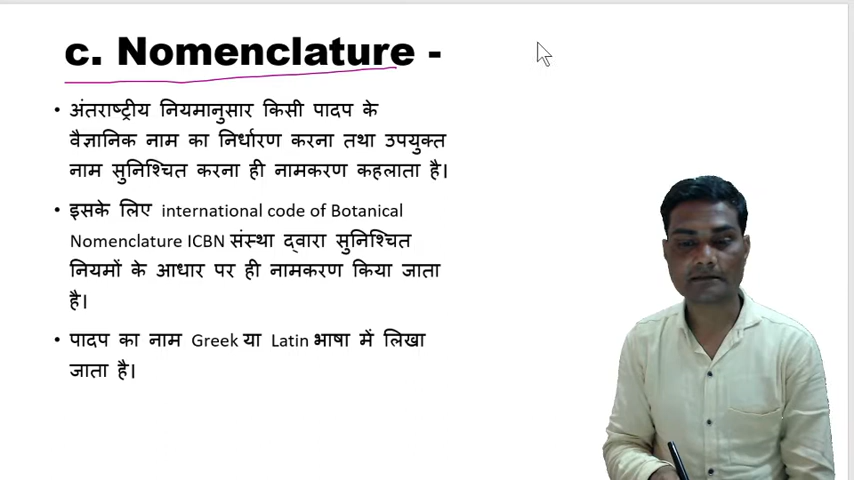 c. Nomenclature -
• अंतराष्ट्रीय नियमानुसार किसी पादप के
वैज्ञानिक नाम का निर्धारण करना तथा उपयुक्त
नाम सुनिश्चित करना ही नामकरण कहलाता है।
• इसके लिए international code of Botanical
Nomenclature ICBN संस्था द्वारा सुनिश्चित
नियमों के आधार पर ही नामकरण किया जाता
है।
• पादप का नाम Greek या Latin भाषा में लिखा
जाता है।